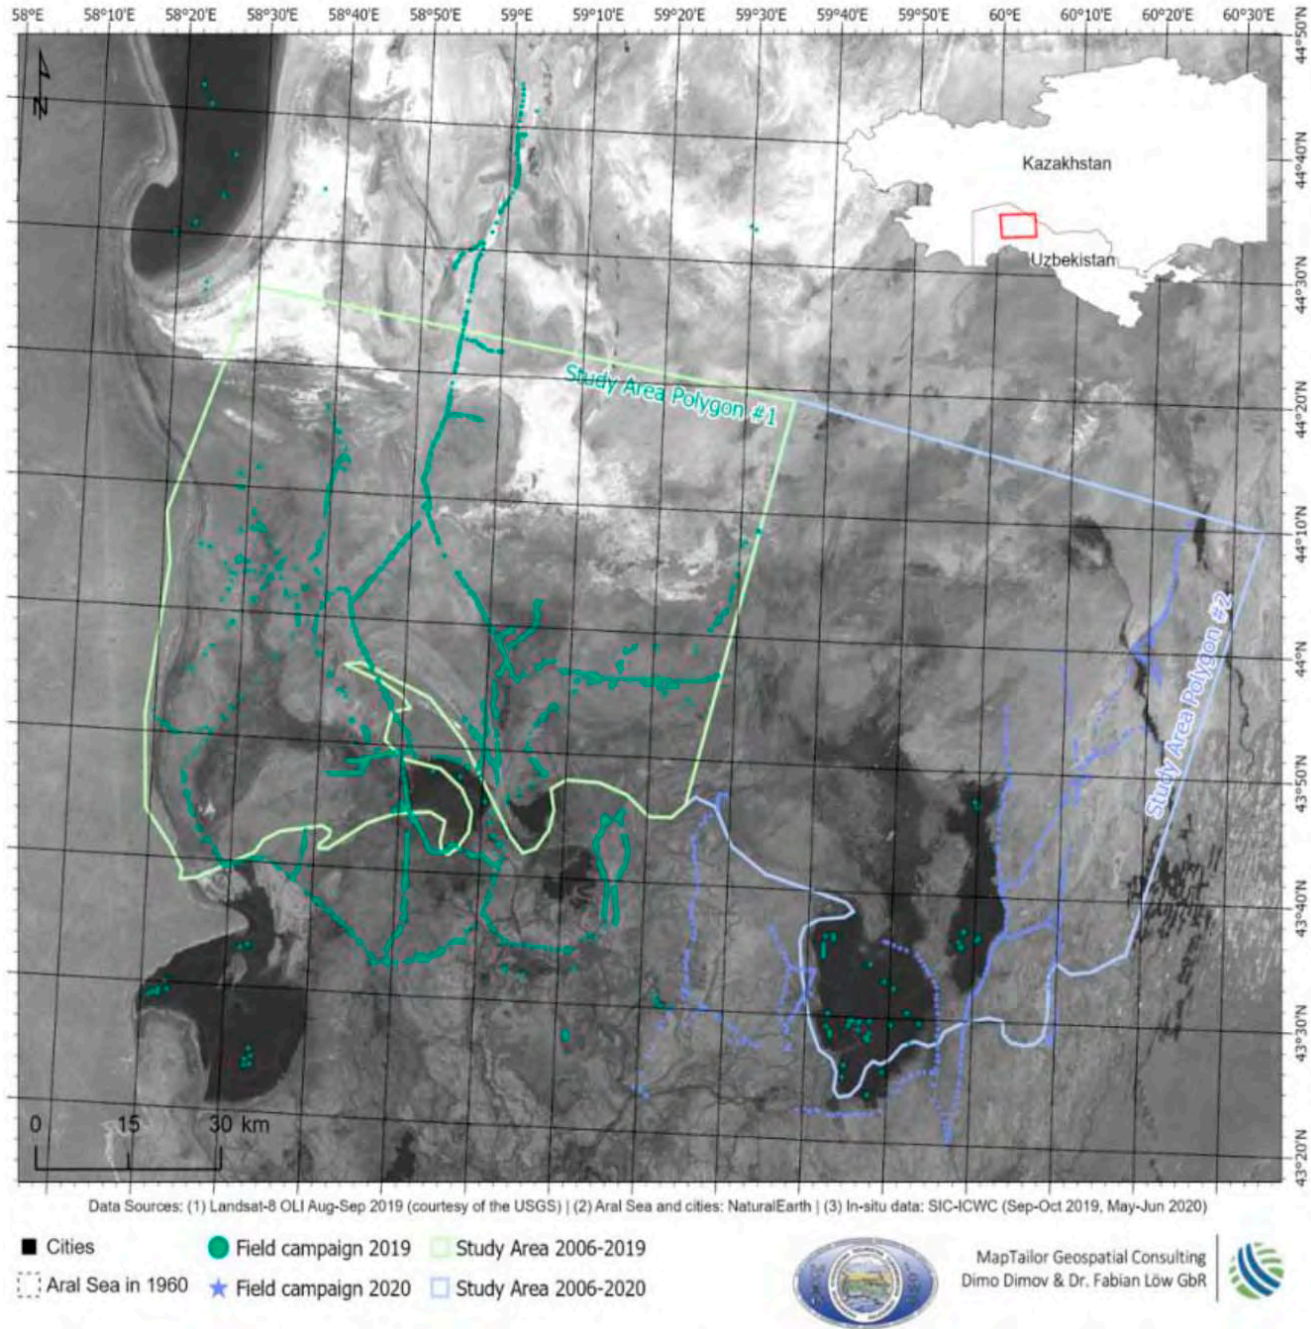 58°E 58°10'E 58°20'E 58°30'E 58°40'E 58°50'E 59°E 59°10'E 59°20'E 59°30'E 59°40'E 59°50'E 60°E 60°10'E 60°20'E 60°30'E
44°50'N
N
44°40'N
Kazakhstan
Uzbekistan
44°30'N
Study Area Polygon #1
44°20'N
44°10'N
44°N
Study Area Polygon #2
43°50'N
43°40'N
43°30'N
0 15 30 km
43°20'N
Data Sources: (1) Landsat-8 OLI Aug-Sep 2019 (courtesy of the USGS) | (2) Aral Sea and cities: NaturalEarth | (3) In-situ data: SIC-ICWC (Sep-Oct 2019, May-Jun 2020)
Cities Field campaign 2019 Study Area 2006-2019
Aral Sea in 1960 Field campaign 2020 Study Area 2006-2020
MapTailor Geospatial Consulting
Dimo Dimov & Dr. Fabian Löw GbR